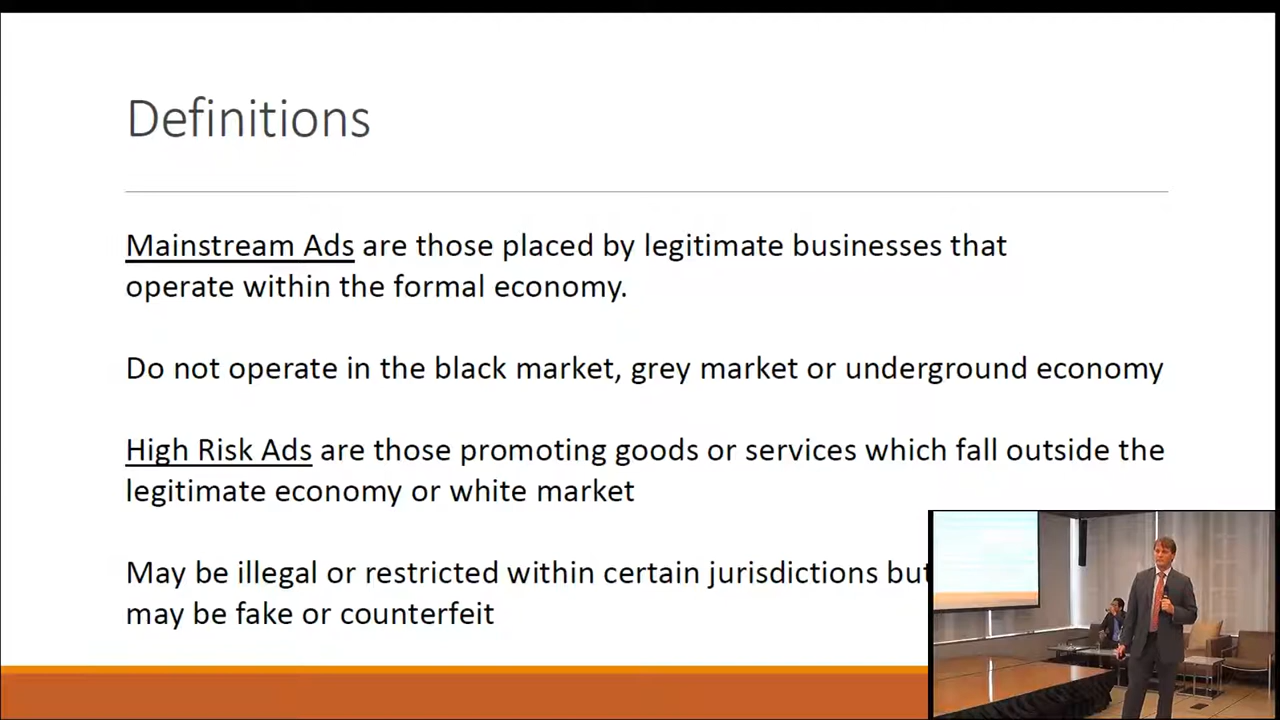 Definitions
Mainstream Ads are those placed by legitimate businesses that
operate within the formal economy.
Do not operate in the black market, grey market or underground economy
High Risk Ads are those promoting goods or services which fall outside the
legitimate economy or white market
May be illegal or restricted within certain jurisdictions but
may be fake or counterfeit